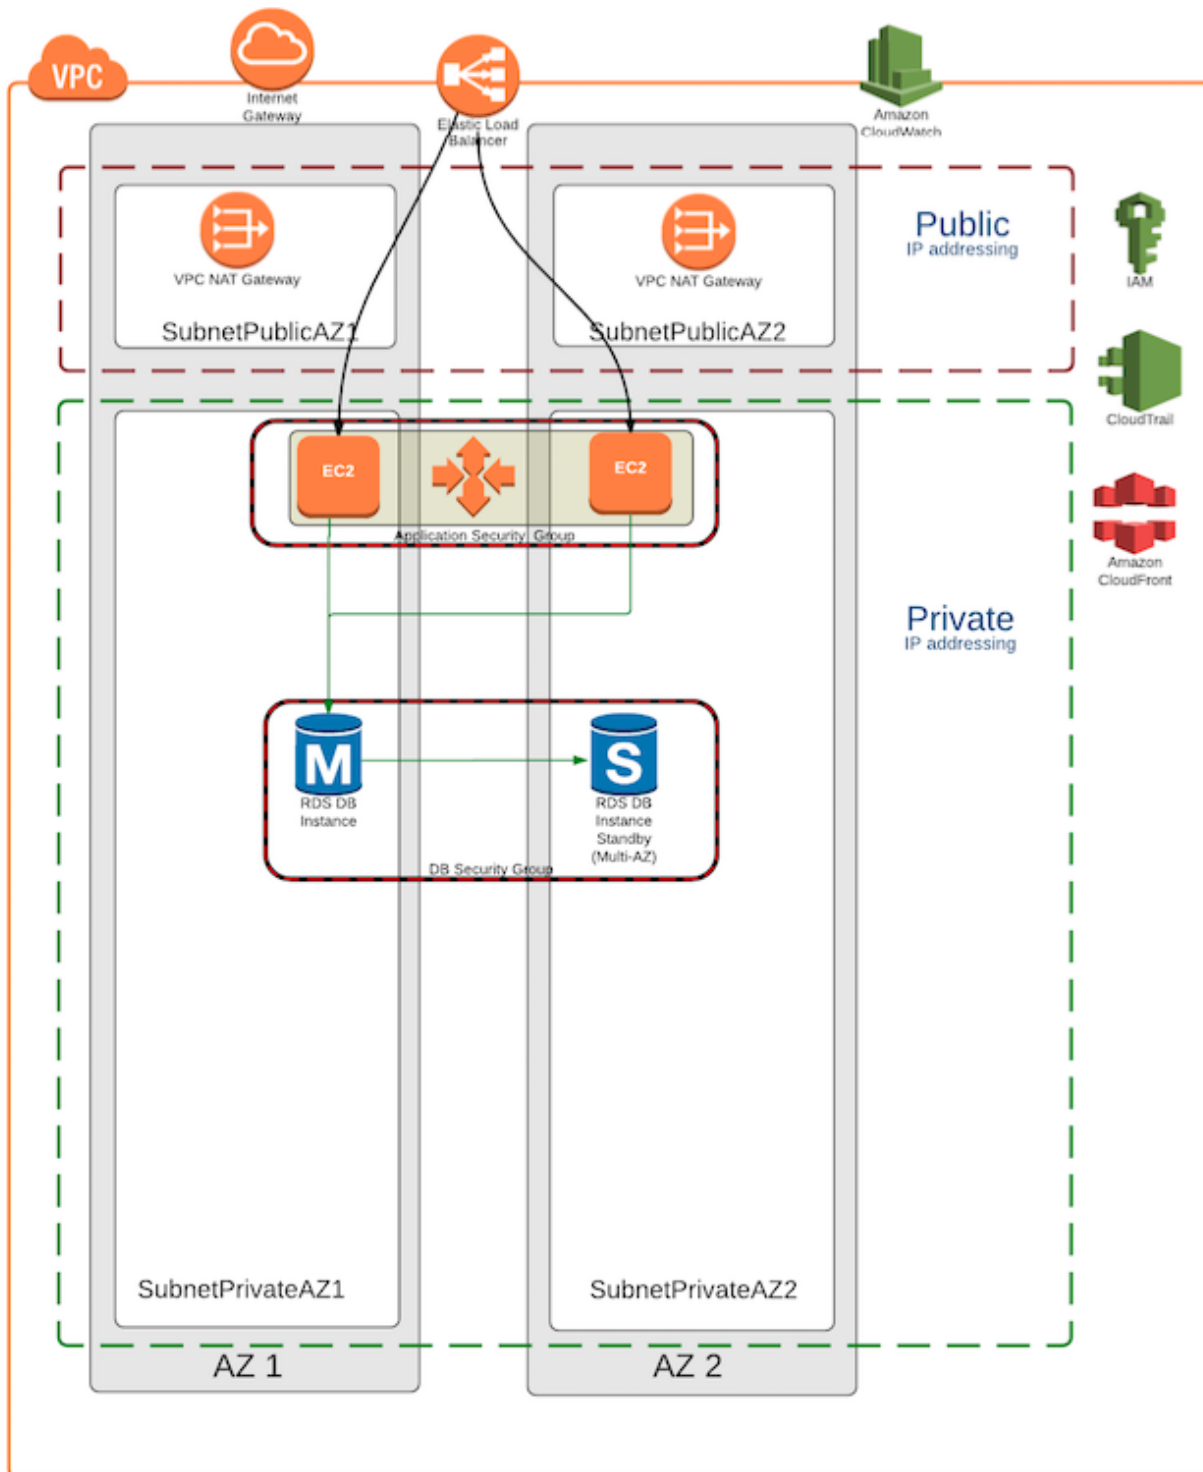 VPC
Internet
Gateway
Elastic Load
Balancer
Amazon
CloudWatch
VPC NAT Gateway
SubnetPublicAZ1
VPC NAT Gateway
SubnetPublicAZ2
Public
IP addressing
IAM
CloudTrail
Amazon
CloudFront
EC2
EC2
Application Security Group
Private
IP addressing
M
RDS DB
Instance
S
RDS DB
Instance
Standby
(Multi-AZ)
DB Security Group
SubnetPrivateAZ1
SubnetPrivateAZ2
AZ 1
AZ 2